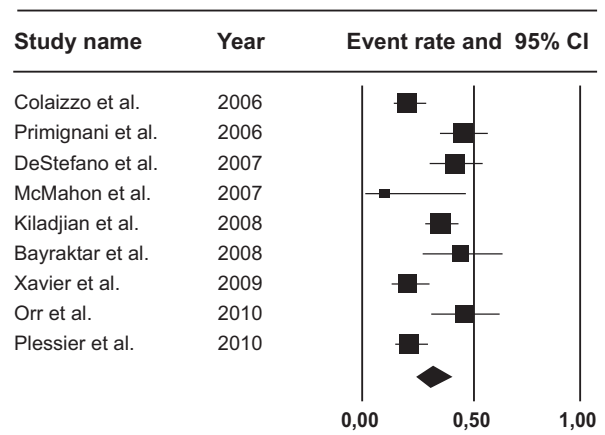 Study name Year Event rate and 95% CI
Colaizzo et al. 2006
Primignani et al. 2006
DeStefano et al. 2007
McMahon et al. 2007
Kiladjian et al. 2008
Bayraktar et al. 2008
Xavier et al. 2009
Orr et al. 2010
Plessier et al. 2010
0,00 0,50 1,00